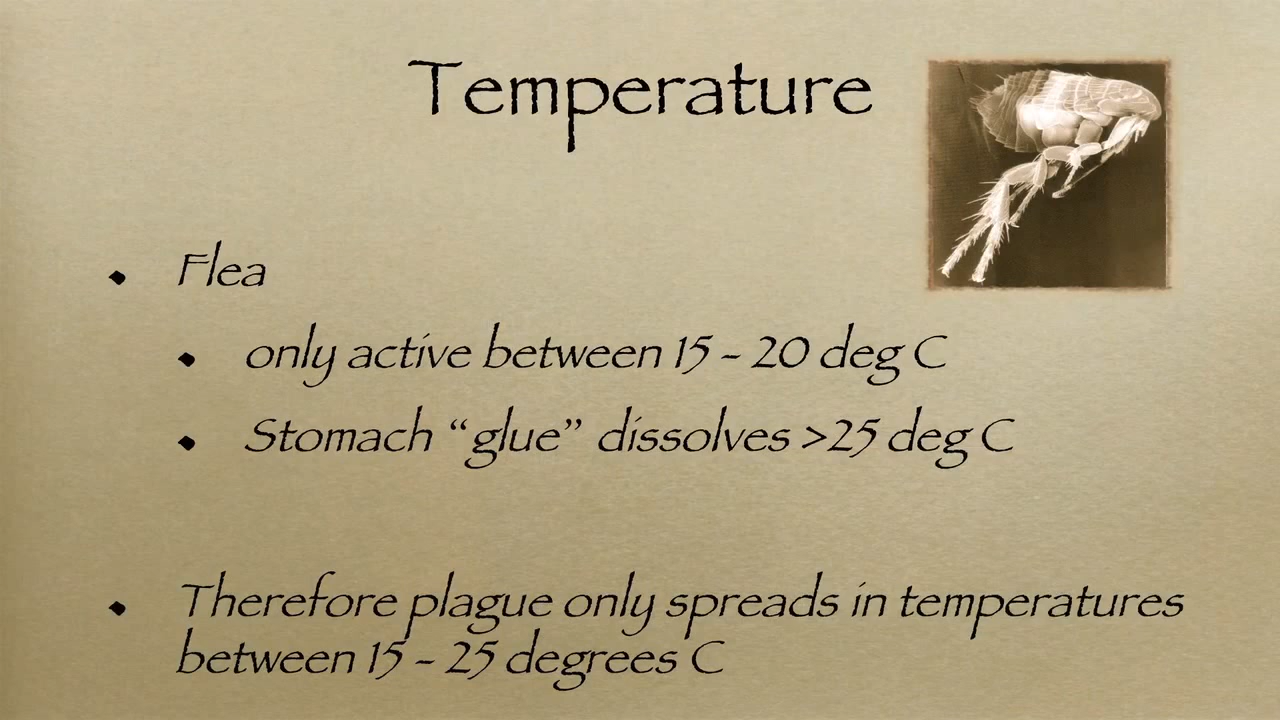 Temperature
• Flea
• only active between 15 - 20 deg C
• Stomach “glue” dissolves >25 deg C
• Therefore plague only spreads in temperatures
between 15 - 25 degrees C